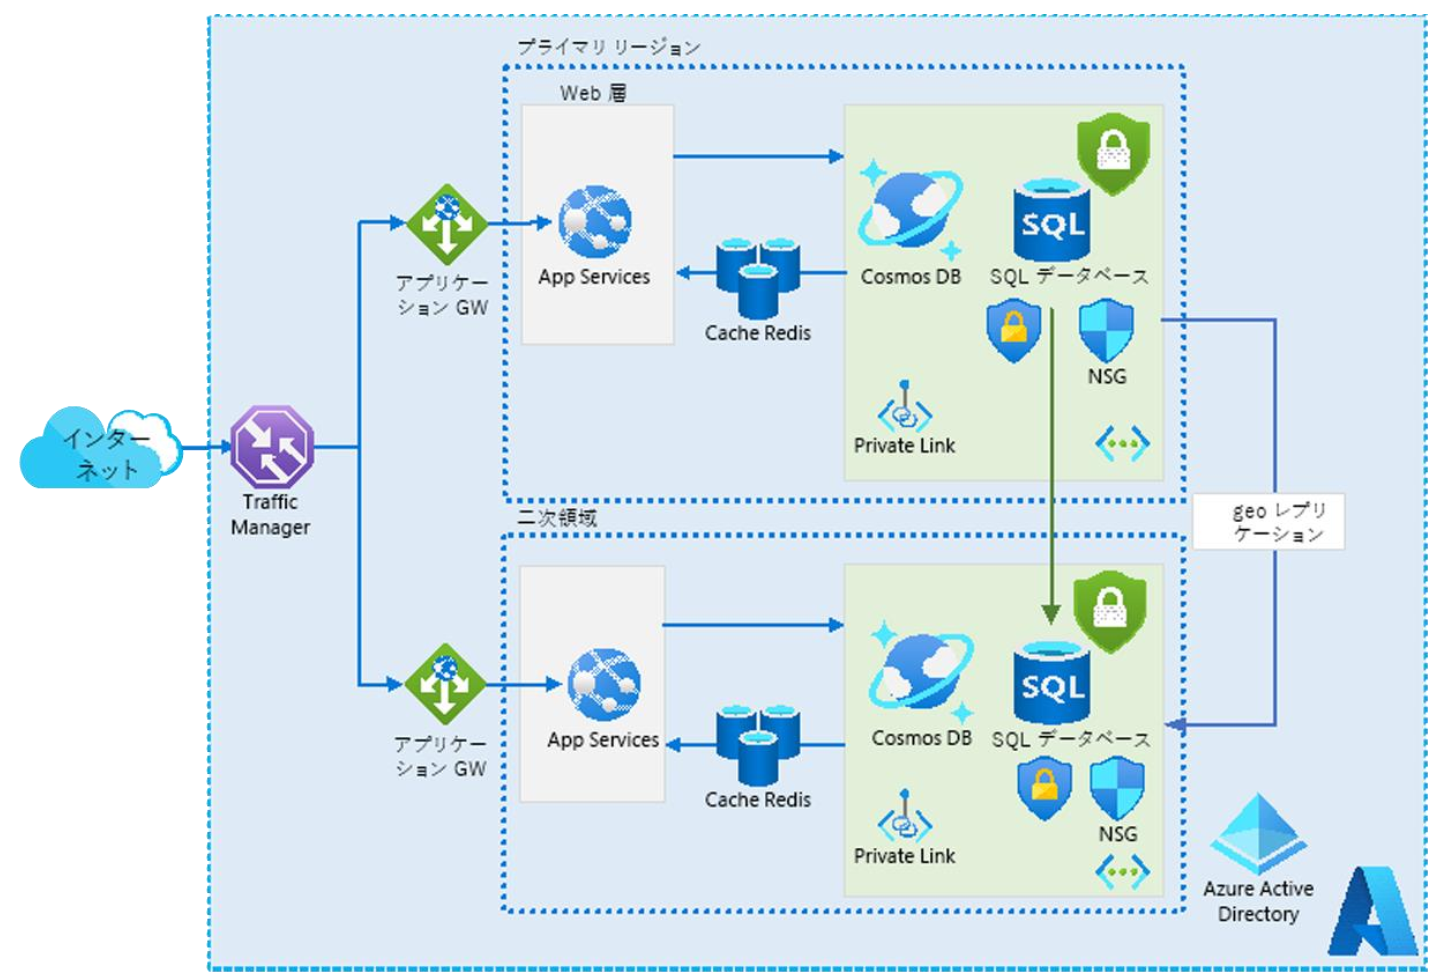 プライマリ リージョン
Web 層
App Services
アプリケー
ション GW
Cache Redis
Cosmos DB
SQL
SQL データベース
NSG
Private Link
インター
ネット
Traffic
Manager
geo レプリ
ケーション
二次領域
App Services
アプリケー
ション GW
Cache Redis
Cosmos DB
SQL
SQL データベース
NSG
Private Link
Azure Active
Directory